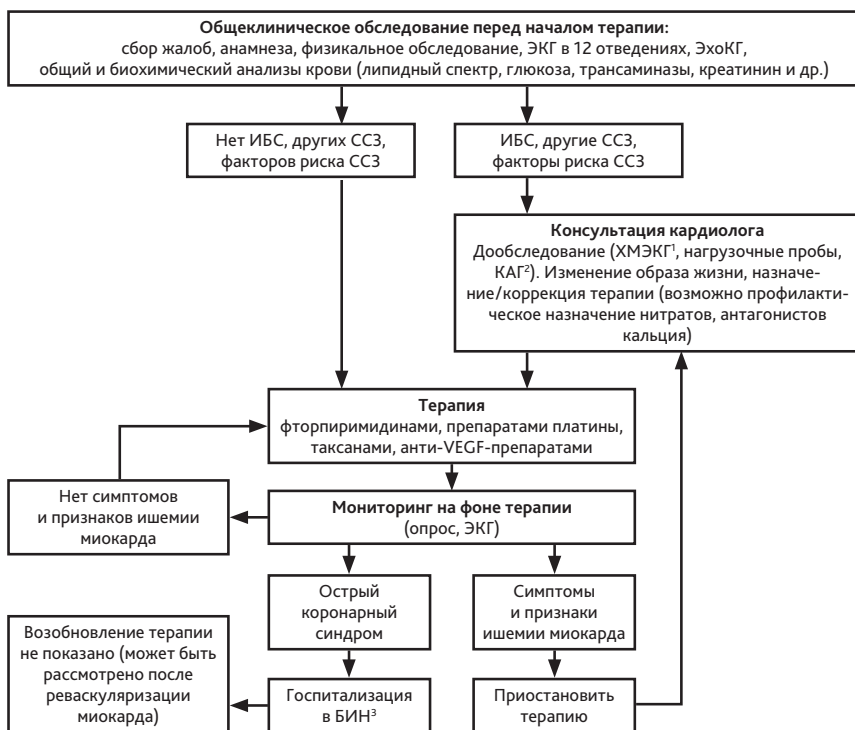 Общеклиническое обследование перед началом терапии:
сбор жалоб, анамнеза, физикальное обследование, ЭКГ в 12 отведениях, ЭхоКГ,
общий и биохимический анализы крови (липидный спектр, глюкоза, трансаминазы, креатинин и др.)
Нет ИБС, других ССЗ,
факторов риска ССЗ
ИБС, другие ССЗ,
факторы риска ССЗ
Консультация кардиолога
Дообследование (ХМЭКГ¹, нагрузочные пробы,
КАГ²). Изменение образа жизни, назначе-
ние/коррекция терапии (возможно профилакти-
ческое назначение нитратов, антагонистов
кальция)
Терапия
фторпиримидинами, препаратами платины,
таксанами, анти-VEGF-препаратами
Нет симптомов
и признаков ишемии
миокарда
Мониторинг на фоне терапии
(опрос, ЭКГ)
Острый
коронарный
синдром
Симптомы
и признаки
ишемии миокарда
Возобновление терапии
не показано (может быть
рассмотрено после
реваскуляризации
миокарда)
Госпитализация
в БИН³
Приостановить
терапию